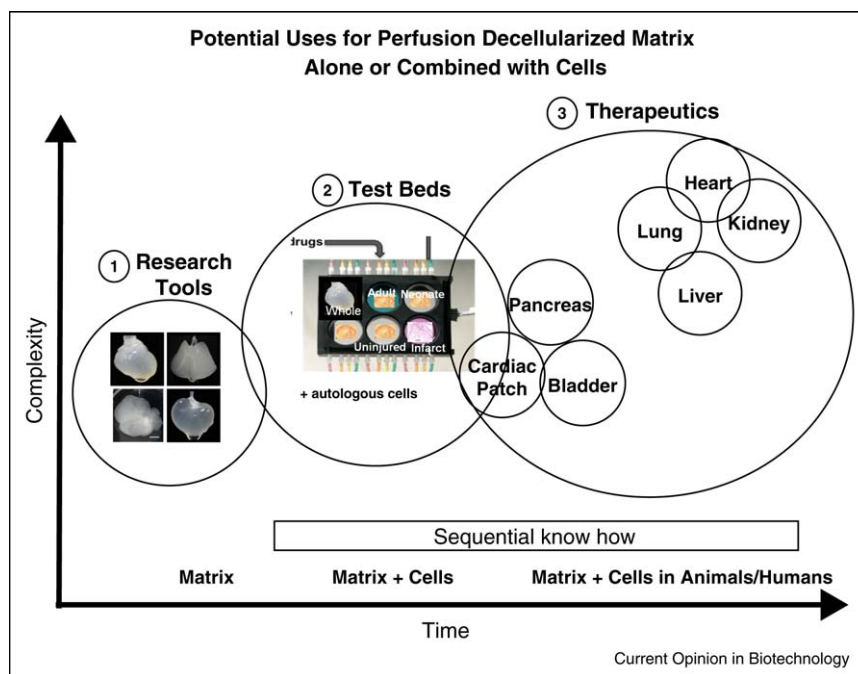 Potential Uses for Perfusion Decellularized Matrix
Alone or Combined with Cells
3 Therapeutics
Heart
Kidney
Lung
Liver
2 Test Beds
drugs
Adult
Neonate
Whole
Uninjured
Infarct
+ autologous cells
Pancreas
Cardiac
Patch
Bladder
1 Research
Tools
Complexity
Sequential know how
Matrix
Matrix + Cells
Matrix + Cells in Animals/Humans
Time
Current Opinion in Biotechnology